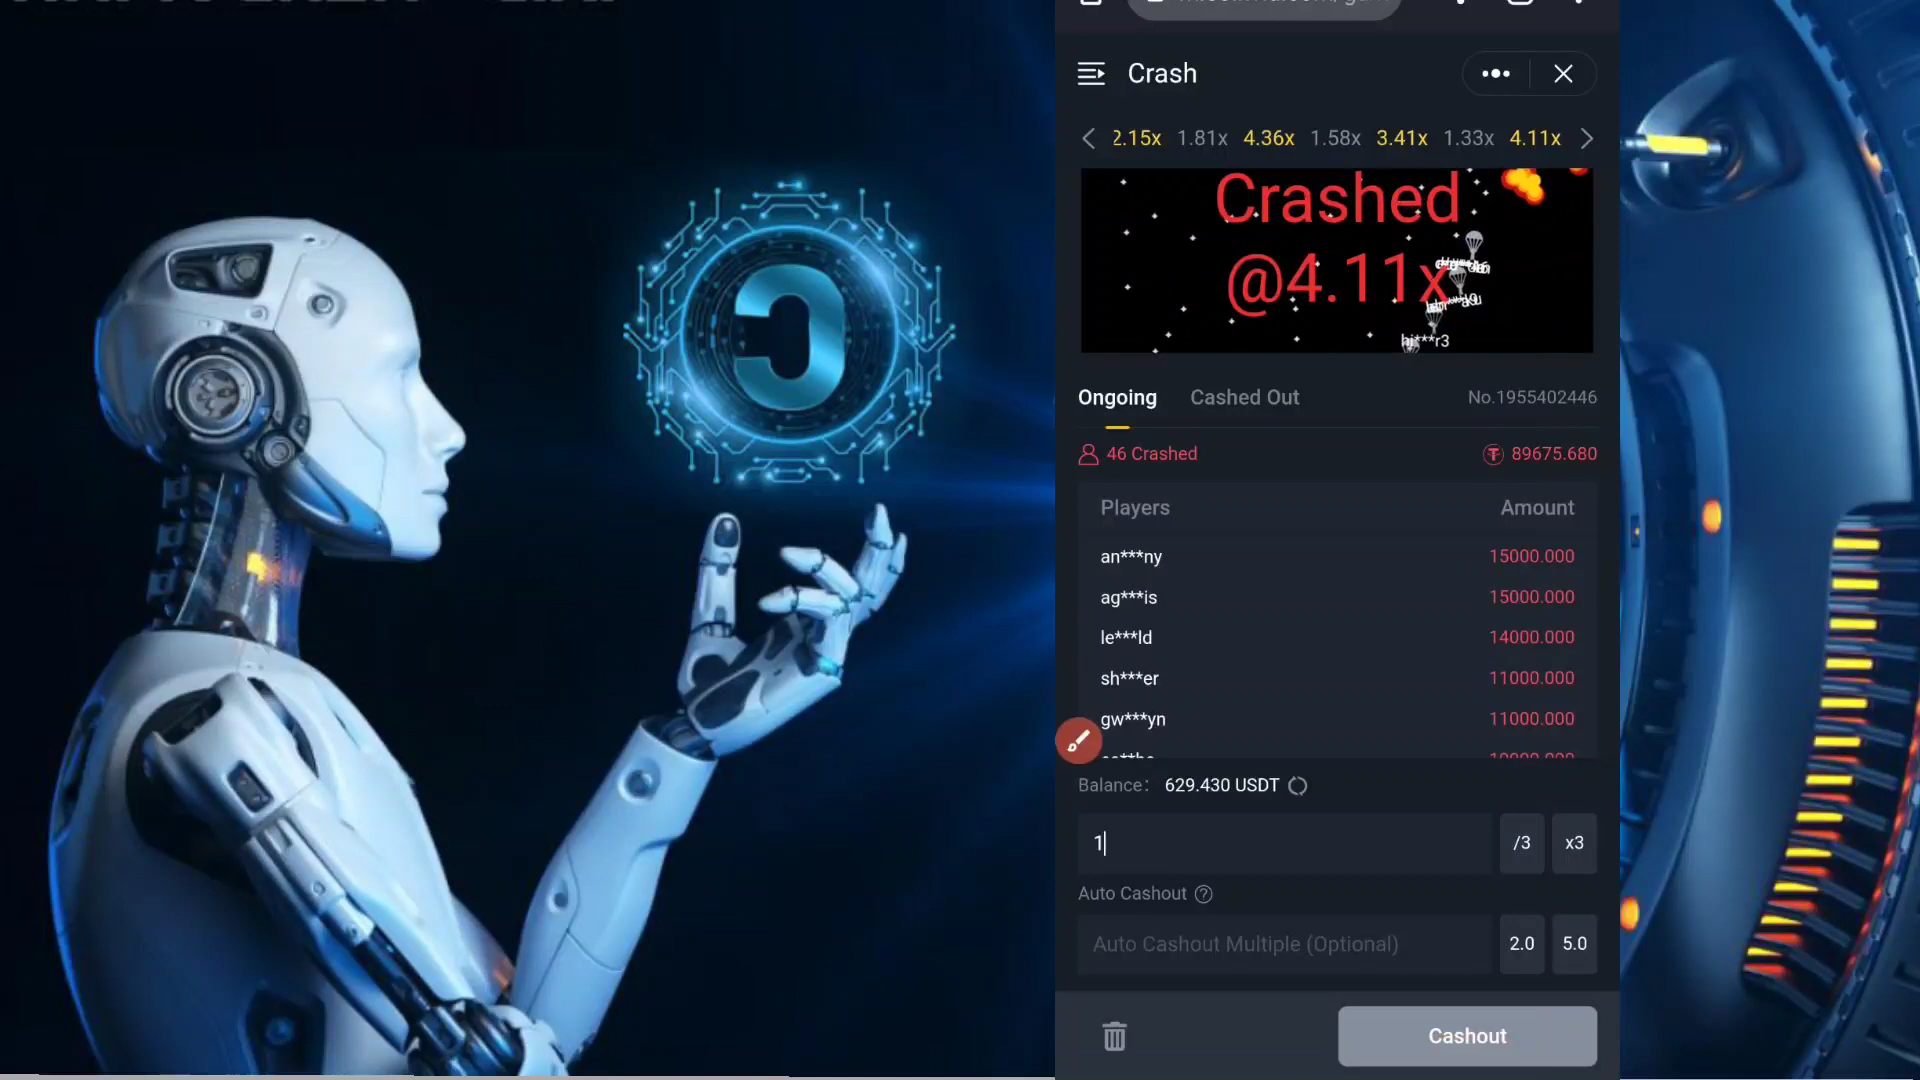 Crash
2.15x 1.81x 4.36x 1.58x 3.41x 1.33x 4.11x
Crashed
@4.11x
hi***r3
Ongoing Cashed Out No.1955402446
46 Crashed 89675.680
Players Amount
an***ny 15000.000
ag***is 15000.000
le***ld 14000.000
sh***er 11000.000
gw***yn 11000.000
Balance: 629.430 USDT
1 /3 x3
Auto Cashout ?
Auto Cashout Multiple (Optional) 2.0 5.0
Cashout